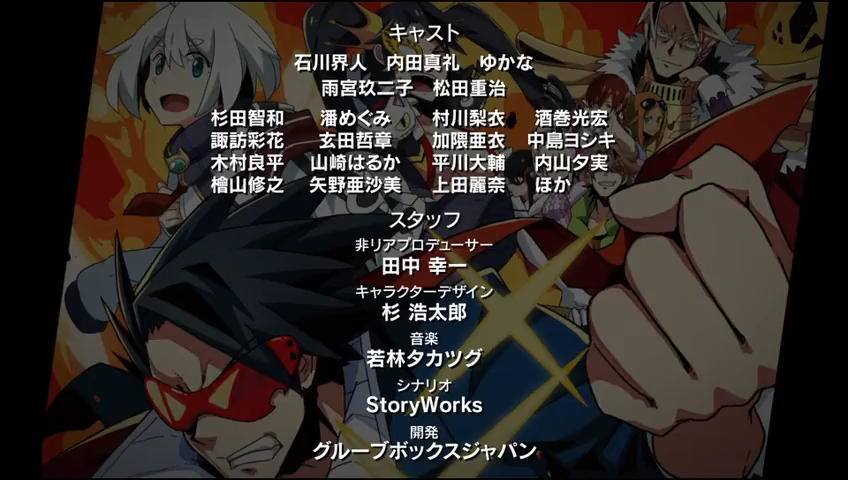 キャスト
石川界人　内田真礼　ゆかな
雨宮玖二子　松田重治
杉田智和　潘めぐみ　村川梨衣　酒巻光宏
諏訪彩花　玄田哲章　加隈亜衣　中島ヨシキ
木村良平　山崎はるか　平川大輔　内山夕実
檜山修之　矢野亜沙美　上田麗奈　ほか
スタッフ
非リアプロデューサー
田中 幸一
キャラクターデザイン
杉 浩太郎
音楽
若林タカツグ
シナリオ
StoryWorks
開発
グルーブボックスジャパン